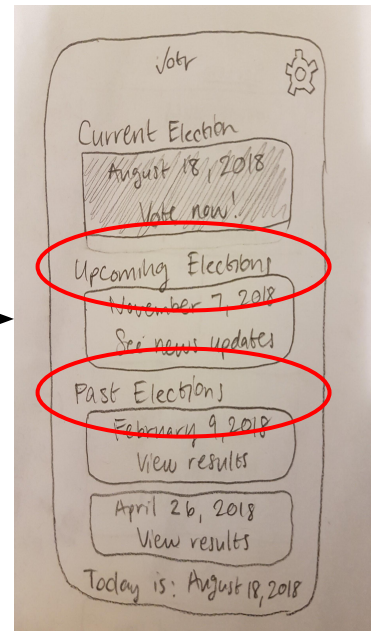 iVotr
Current Election
August 18, 2018
Vote now!
Upcoming Elections
November 7, 2018
See news updates
Past Elections
February 9, 2018
View results
April 26, 2018
View results
Today is: August 18, 2018